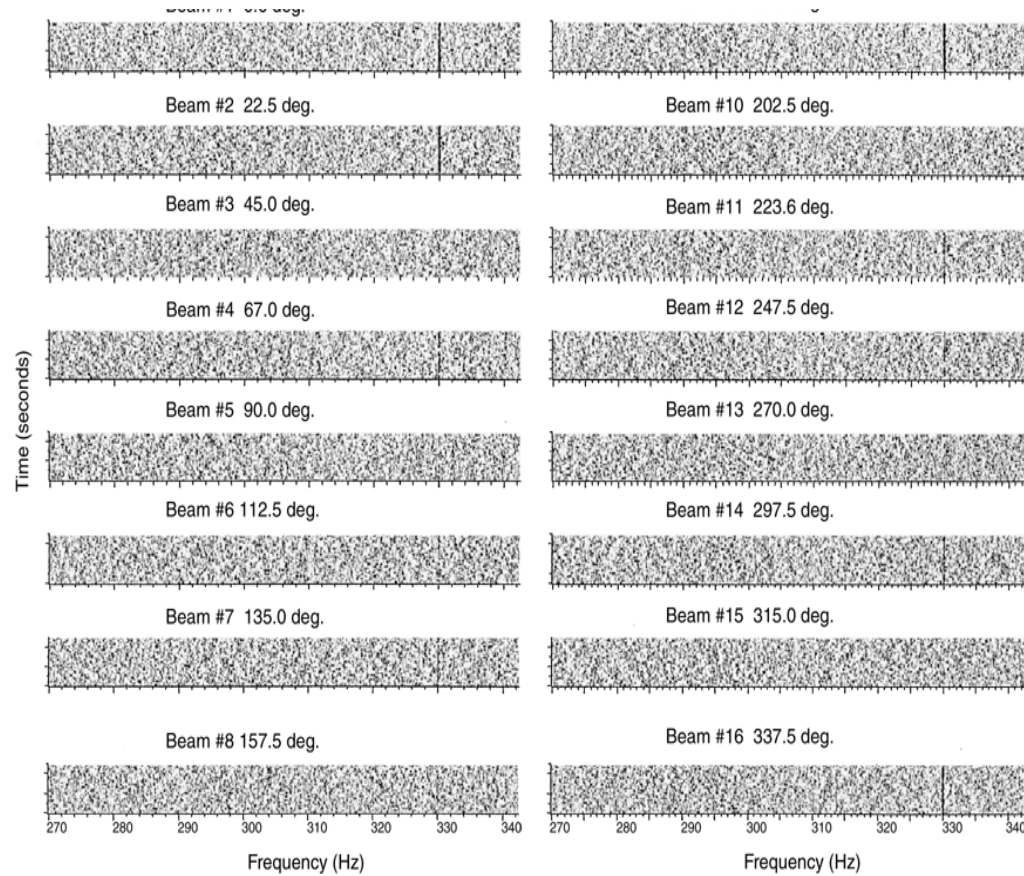 Beam #2 22.5 deg.
Beam #3 45.0 deg.
Beam #4 67.0 deg.
Beam #5 90.0 deg.
Beam #6 112.5 deg.
Beam #7 135.0 deg.
Beam #8 157.5 deg.
270 280 290 300 310 320 330 340
Frequency (Hz)
Time (seconds)
Beam #10 202.5 deg.
Beam #11 223.6 deg.
Beam #12 247.5 deg.
Beam #13 270.0 deg.
Beam #14 297.5 deg.
Beam #15 315.0 deg.
Beam #16 337.5 deg.
270 280 290 300 310 320 330 340
Frequency (Hz)